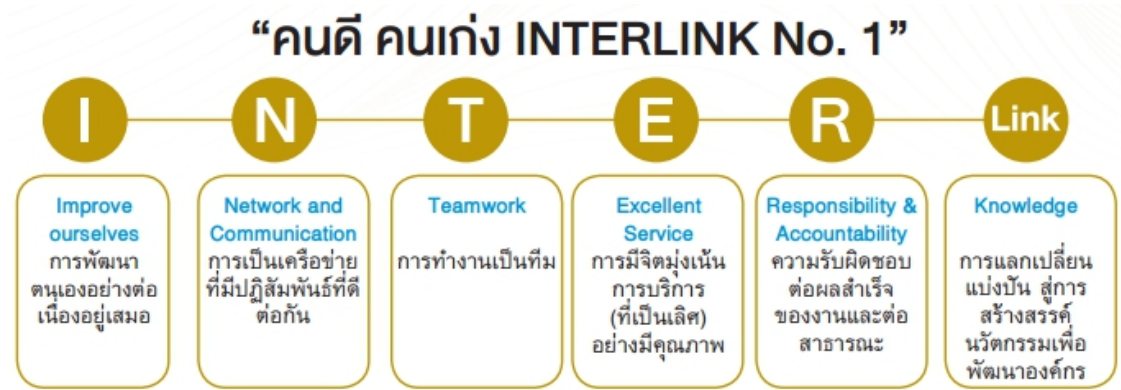 “คนดี คนเก่ง INTERLINK No. 1”
I
N
T
E
R
Link
Improve
ourselves
การพัฒนา
ตนเองอย่างต่อ
เนื่องอยู่เสมอ
Network and
Communication
การเป็นเครือข่าย
ที่มีปฏิสัมพันธ์ที่ดี
ต่อกัน
Teamwork
การทำงานเป็นทีม
Excellent
Service
การมีจิตมุ่งเน้น
การบริการ
(ที่เป็นเลิศ)
อย่างมีคุณภาพ
Responsibility &
Accountability
ความรับผิดชอบ
ต่อผลสำเร็จ
ของงานและต่อ
สาธารณะ
Knowledge
การแลกเปลี่ยน
แบ่งปัน สู่การ
สร้างสรรค์
นวัตกรรมเพื่อ
พัฒนาองค์กร